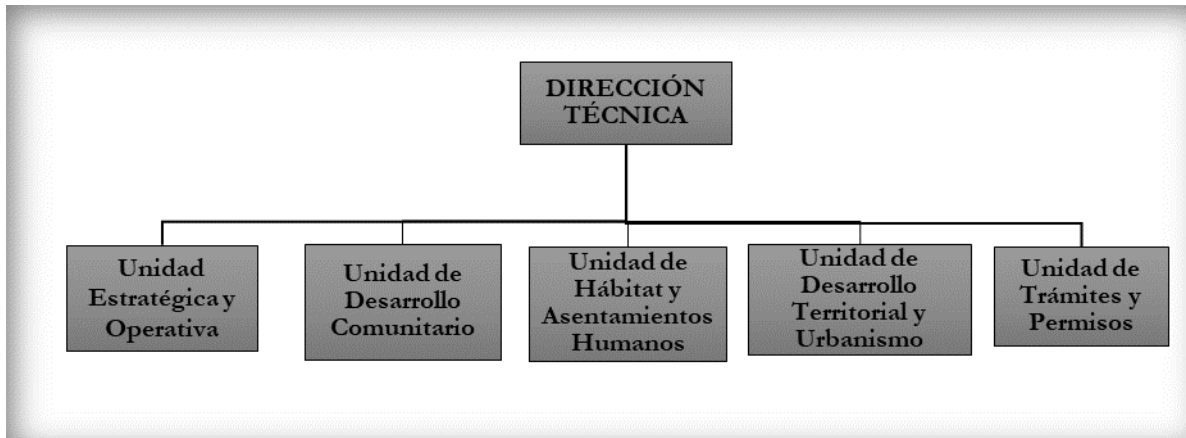 DIRECCIÓN
TÉCNICA
Unidad
Estratégica y
Operativa
Unidad de
Desarrollo
Comunitario
Unidad de
Hábitat y
Asentamientos
Humanos
Unidad de
Desarrollo
Territorial y
Urbanismo
Unidad de
Trámites y
Permisos